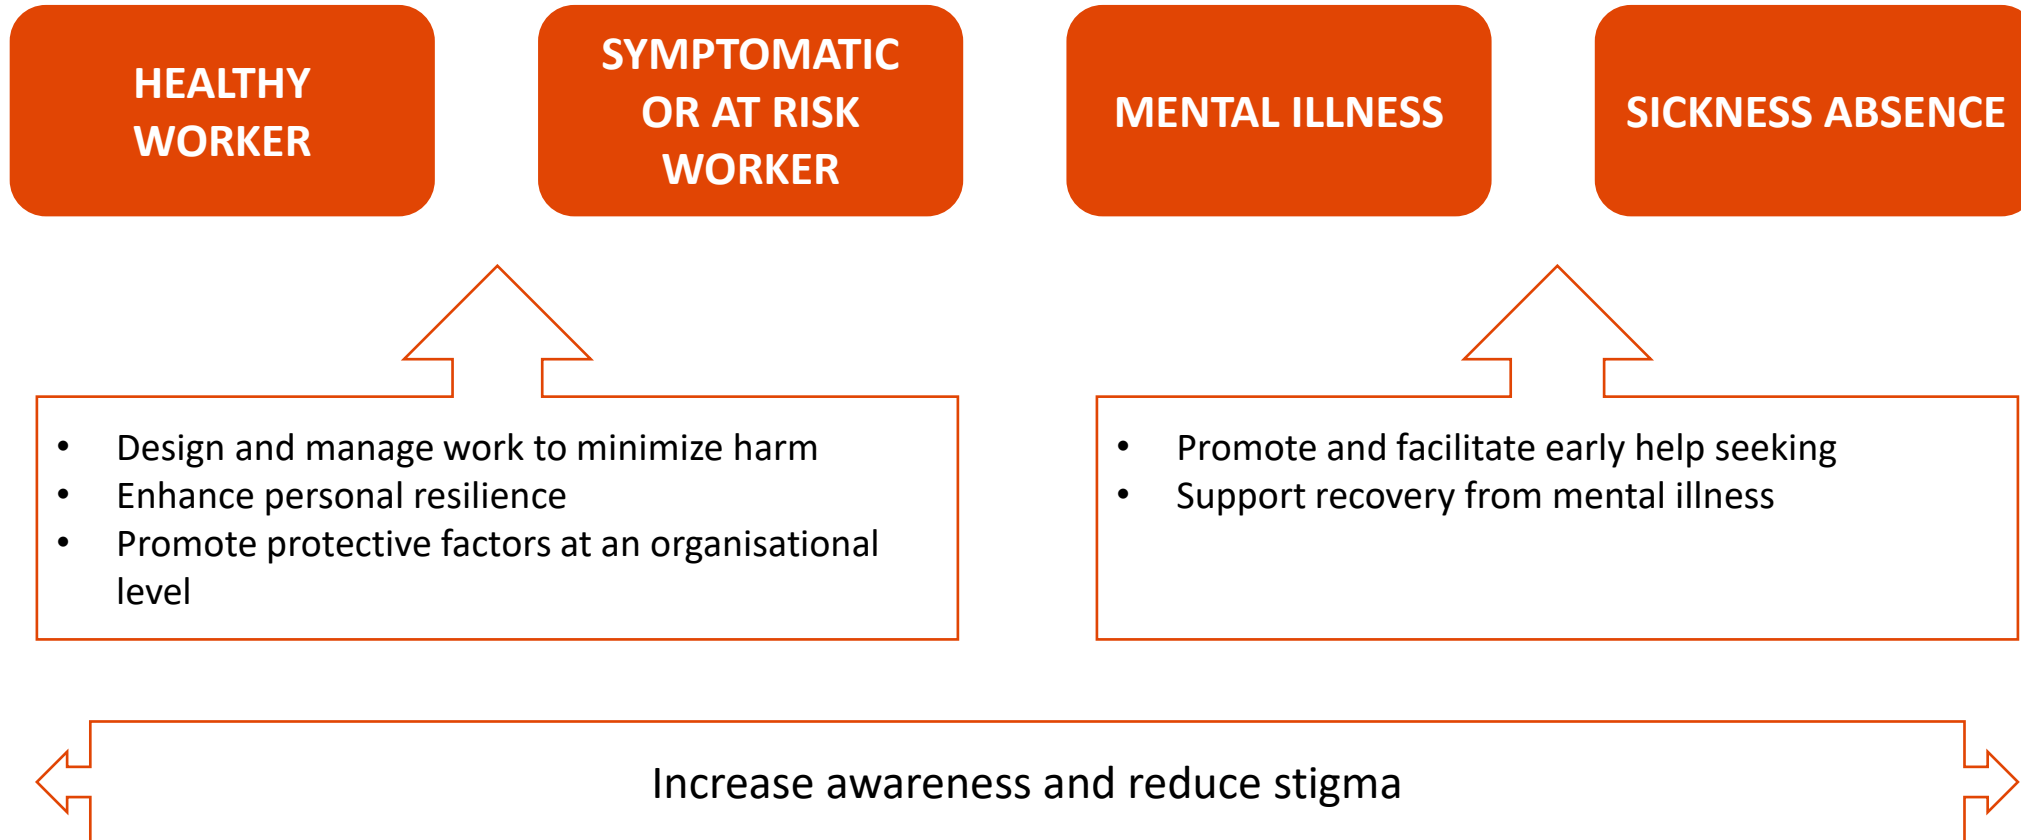 HEALTHY
WORKER
SYMPTOMATIC
OR AT RISK
WORKER
MENTAL ILLNESS
SICKNESS ABSENCE
• Design and manage work to minimize harm
• Enhance personal resilience
• Promote protective factors at an organisational
level
• Promote and facilitate early help seeking
• Support recovery from mental illness
Increase awareness and reduce stigma